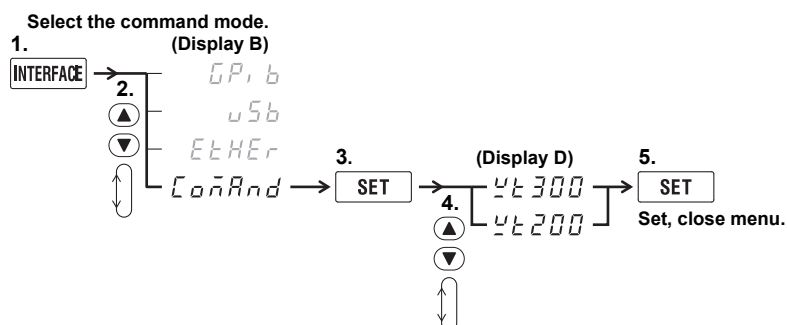 Select the command mode.
1. (Display B)
INTERFACE
2.
GPib
uSb
EtHEr
3. (Display D) 5.
ComAnd SET yt300 SET
4. yt200 Set, close menu.